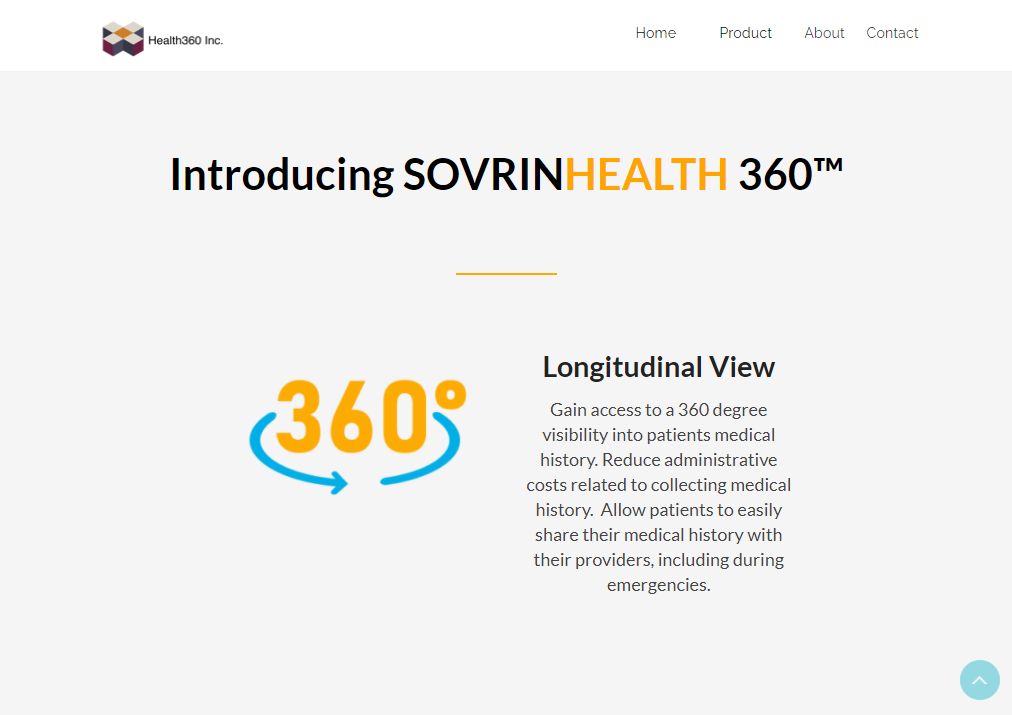 Health360 Inc.
Home Product About Contact
Introducing SOVRINHEALTH 360™
360°
Longitudinal View
Gain access to a 360 degree
visibility into patients medical
history. Reduce administrative
costs related to collecting medical
history.  Allow patients to easily
share their medical history with
their providers, including during
emergencies.